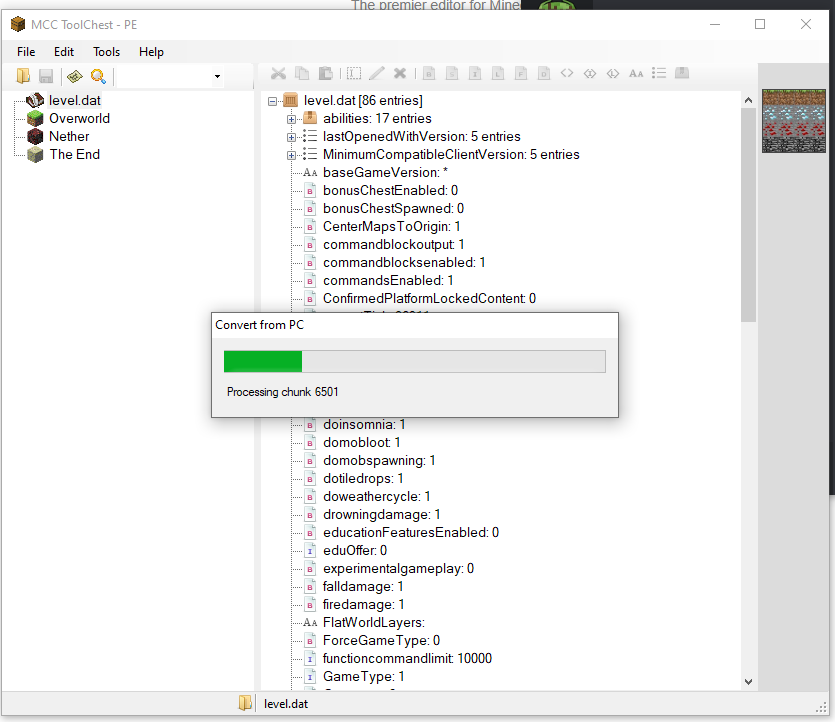 The premier editor for Mine
MCC ToolChest - PE
File Edit Tools Help
level.dat
Overworld
Nether
The End
level.dat [86 entries]
abilities: 17 entries
lastOpenedWithVersion: 5 entries
MinimumCompatibleClientVersion: 5 entries
baseGameVersion: *
bonusChestEnabled: 0
bonusChestSpawned: 0
CenterMapsToOrigin: 1
commandblockoutput: 1
commandblocksenabled: 1
commandsEnabled: 1
ConfirmedPlatformLockedContent: 0
Convert from PC
Processing chunk 6501
doinsomnia: 1
domobloot: 1
domobspawning: 1
dotiledrops: 1
doweathercycle: 1
drowningdamage: 1
educationFeaturesEnabled: 0
eduOffer: 0
experimentalgameplay: 0
falldamage: 1
firedamage: 1
FlatWorldLayers:
ForceGameType: 0
functioncommandlimit: 10000
GameType: 1
level.dat